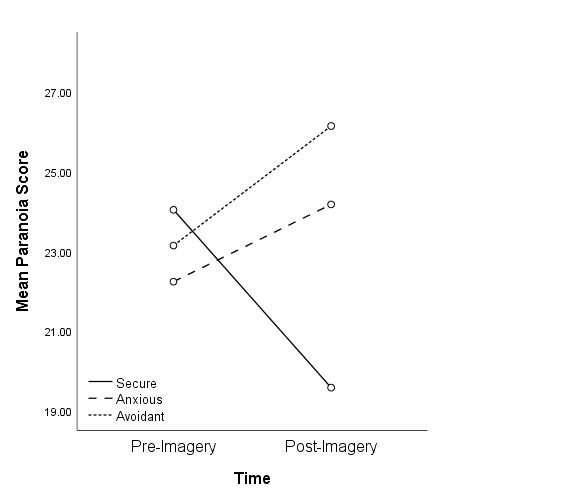 Mean Paranoia Score
27.00
25.00
23.00
21.00
19.00
Secure
Anxious
Avoidant
Pre-Imagery
Post-Imagery
Time